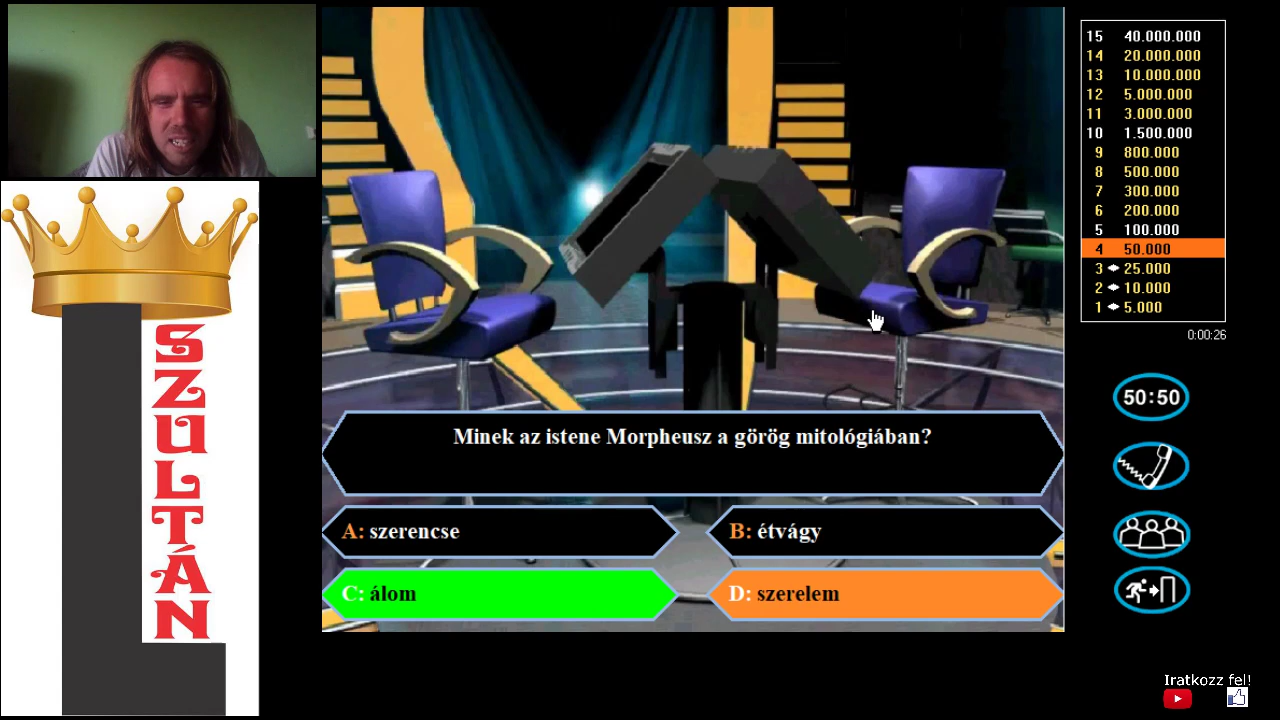 SZULTÁN
15 40.000.000
14 20.000.000
13 10.000.000
12 5.000.000
11 3.000.000
10 1.500.000
9 800.000
8 500.000
7 300.000
6 200.000
5 100.000
4 50.000
3 25.000
2 10.000
1 5.000
0:00:26
50:50
Minek az istene Morpheusz a görög mitológiában?
A: szerencse
B: étvágy
C: álom
D: szerelem
Iratkozz fel!